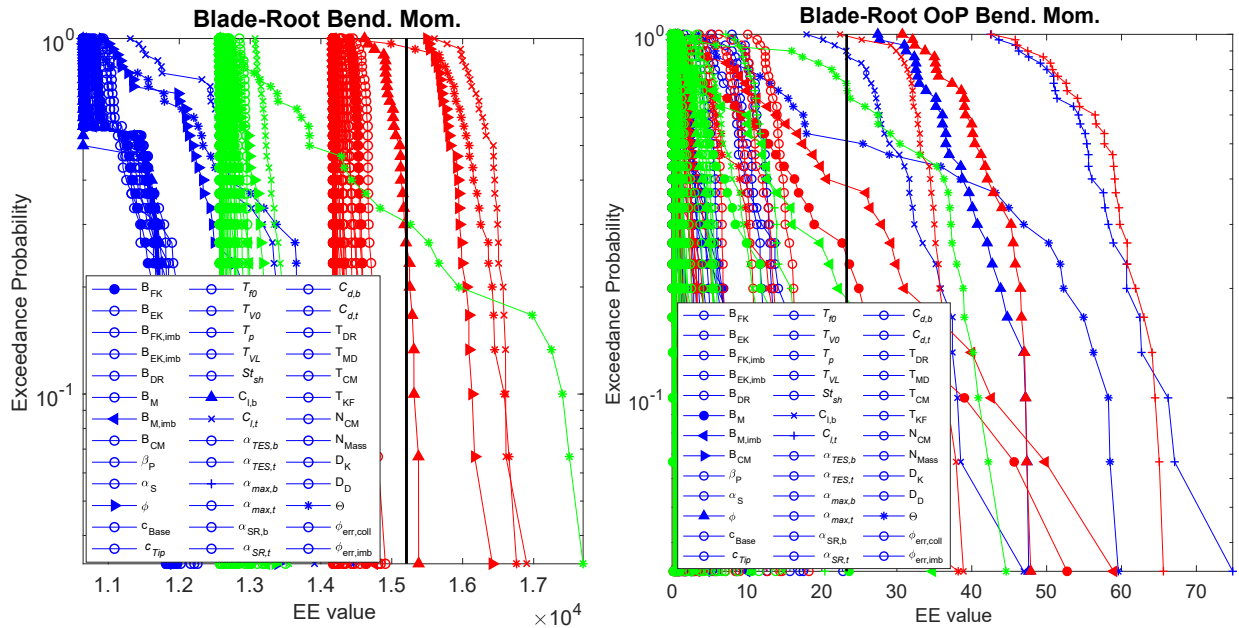 Blade-Root Bend. Mom.
10^0
10^-1
Exceedance Probability
B_FK
B_EK
B_FK,imb
B_EK,imb
B_DR
B_M
B_M,imb
B_CM
β_P
α_S
ϕ
c_Base
c_Tip
T_f0
T_V0
T_p
T_VL
St_sh
C_l,b
C_l,t
α_TES,b
α_TES,t
α_max,b
α_max,t
α_SR,b
α_SR,t
C_d,b
C_d,t
T_DR
T_MD
T_CM
T_KF
N_CM
N_Mass
D_K
D_D
Θ
ϕ_err,coll
ϕ_err,imb
1.1 1.2 1.3 1.4 1.5 1.6 1.7
×10^4
EE value
Blade-Root OoP Bend. Mom.
10^0
10^-1
Exceedance Probability
B_FK
B_EK
B_FK,imb
B_EK,imb
B_DR
B_M
B_M,imb
B_CM
β_P
α_S
ϕ
c_Base
c_Tip
T_f0
T_V0
T_p
T_VL
St_sh
C_l,b
C_l,t
α_TES,b
α_TES,t
α_max,b
α_max,t
α_SR,b
α_SR,t
C_d,b
C_d,t
T_DR
T_MD
T_CM
T_KF
N_CM
N_Mass
D_K
D_D
Θ
ϕ_err,coll
ϕ_err,imb
0 10 20 30 40 50 60 70
EE value